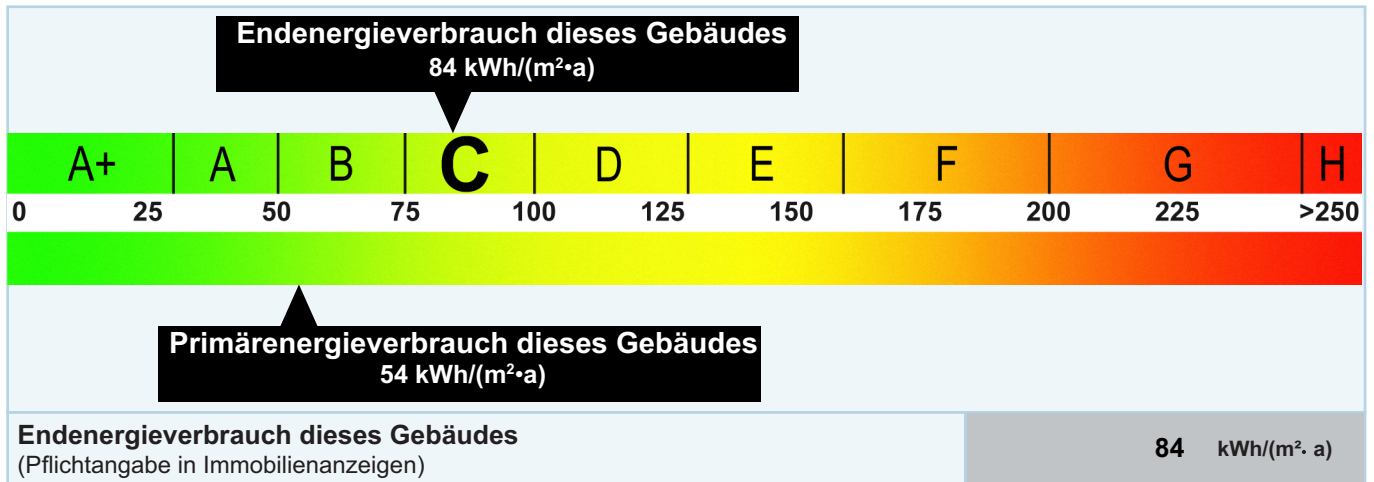 Endenergieverbrauch dieses Gebäudes
84 kWh/(m²•a)
A+ A B C D E F G H
0 25 50 75 100 125 150 175 200 225 >250
Primärenergieverbrauch dieses Gebäudes
54 kWh/(m²•a)
Endenergieverbrauch dieses Gebäudes
(Pflichtangabe in Immobilienanzeigen)
84 kWh/(m²· a)